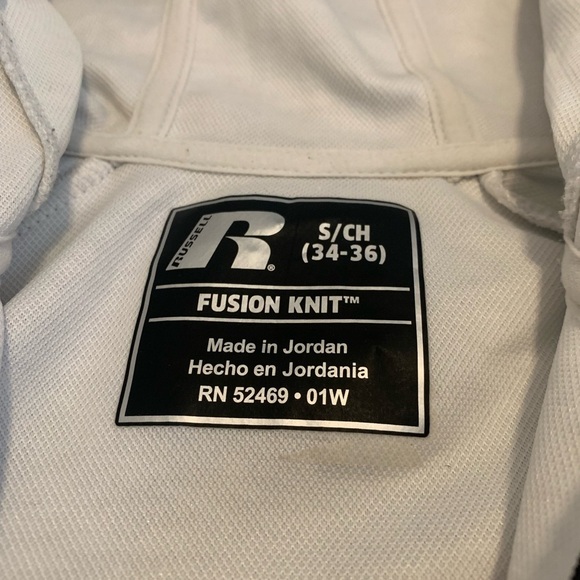 RUSSELL
R®
S/CH
(34-36)
FUSION KNIT™
Made in Jordan
Hecho en Jordania
RN 52469 • 01W